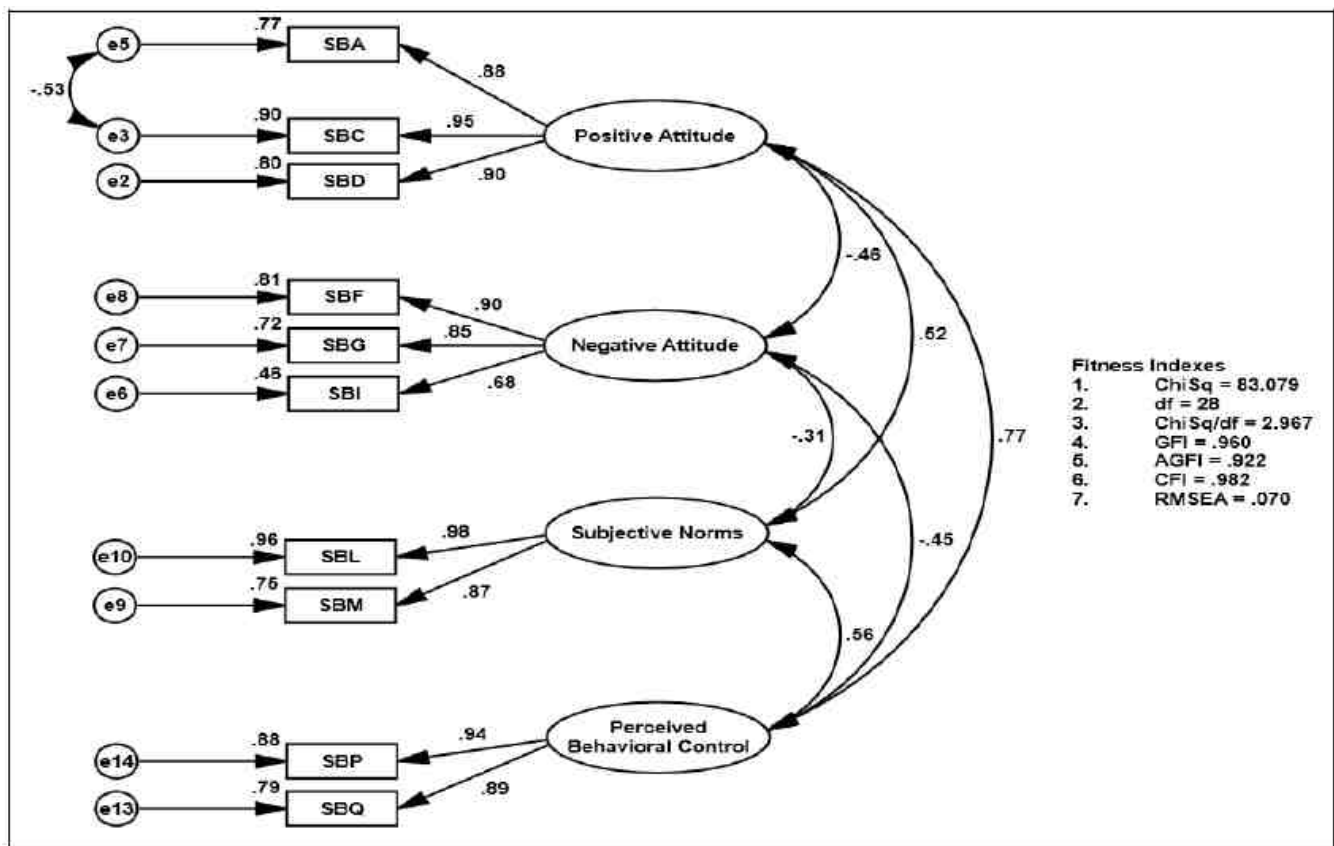 e5 .77 SBA
.88
-.53
e3 .90 SBC .95 Positive Attitude
e2 .80 SBD .90
-.46
e8 .81 SBF .90
.52
e7 .72 SBG .85 Negative Attitude
e6 .46 SBI .68
Fitness Indexes
1. ChiSq = 83.079
2. df = 28
3. ChiSq/df = 2.967
4. GFI = .960
5. AGFI = .922
6. CFI = .982
7. RMSEA = .070
-.31
.77
e10 .96 SBL .98 Subjective Norms
-.45
e9 .75 SBM .87
.56
Perceived
Behavioral Control
e14 .88 SBP .94
e13 .79 SBQ .89